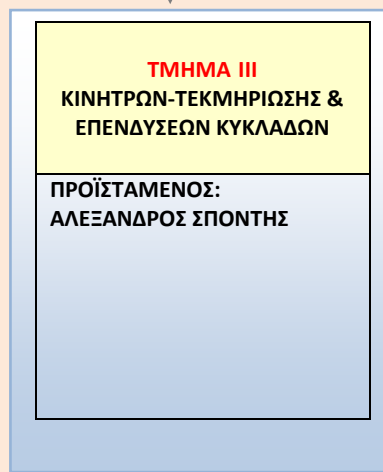 ΤΜΗΜΑ ΙΙΙ
ΚΙΝΗΤΡΩΝ-ΤΕΚΜΗΡΙΩΣΗΣ &
ΕΠΕΝΔΥΣΕΩΝ ΚΥΚΛΑΔΩΝ
ΠΡΟΪΣΤΑΜΕΝΟΣ:
ΑΛΕΞΑΝΔΡΟΣ ΣΠΟΝΤΗΣ